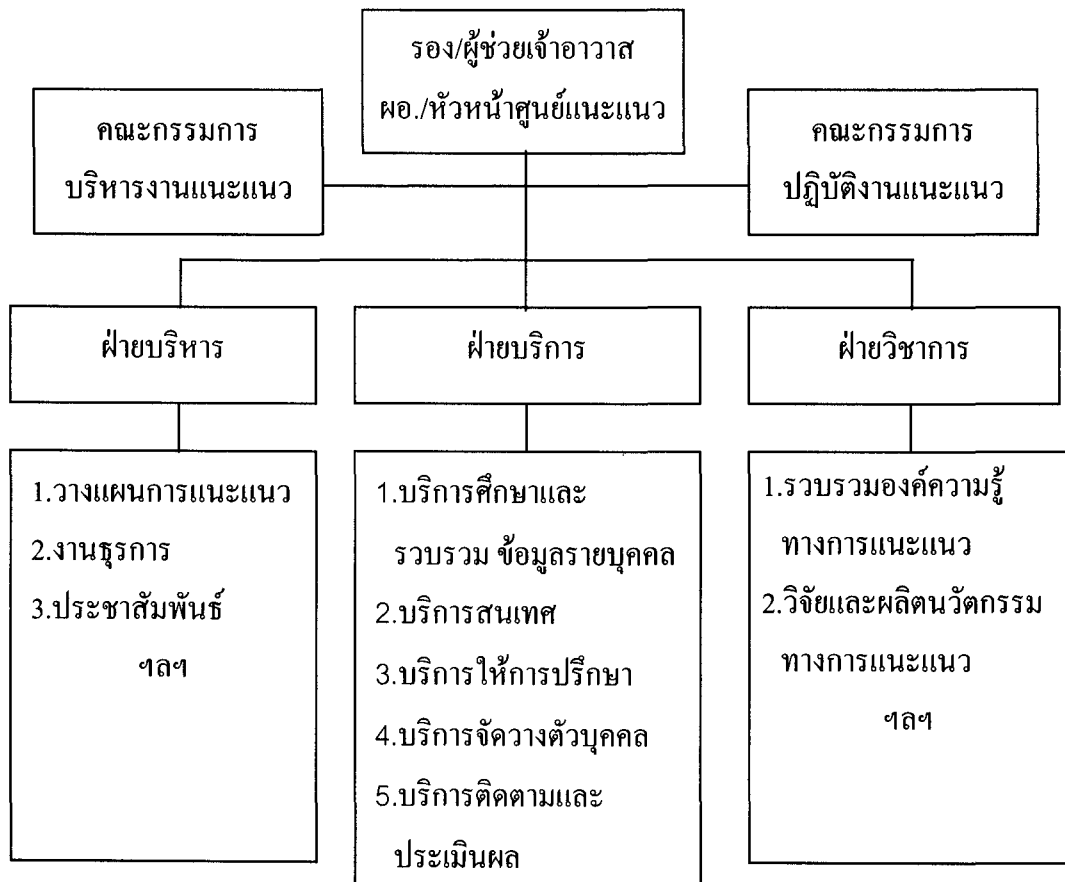 รอง/ผู้ช่วยเจ้าอาวาส
ผอ./หัวหน้าศูนย์แนะแนว
คณะกรรมการ
บริหารงานแนะแนว
คณะกรรมการ
ปฏิบัติงานแนะแนว
ฝ่ายบริหาร
ฝ่ายบริการ
ฝ่ายวิชาการ
1.วางแผนการแนะแนว
2.งานธุรการ
3.ประชาสัมพันธ์
ฯลฯ
1.บริการศึกษาและ
รวบรวม ข้อมูลรายบุคคล
2.บริการสนเทศ
3.บริการให้การปรึกษา
4.บริการจัดวางตัวบุคคล
5.บริการติดตามและ
ประเมินผล
1.รวบรวมองค์ความรู้
ทางการแนะแนว
2.วิจัยและผลิตนวัตกรรม
ทางการแนะแนว
ฯลฯ